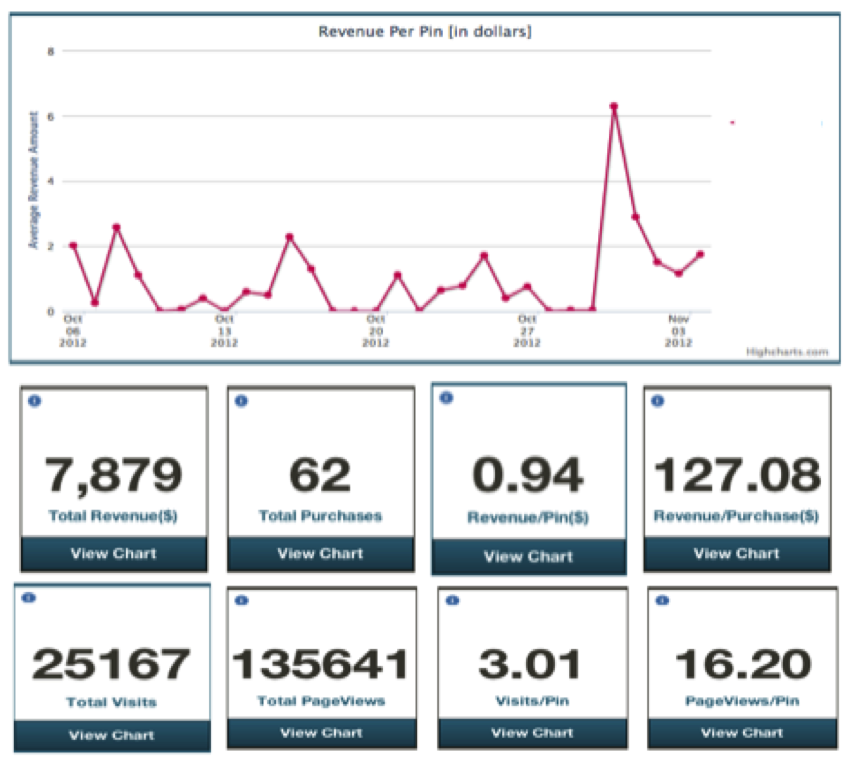 Revenue Per Pin [in dollars]
Average Revenue Amount
8
6
4
2
0
Oct
06
2012
Oct
13
2012
Oct
20
2012
Oct
27
2012
Nov
03
2012
Highcharts.com
7,879
Total Revenue($)
View Chart
62
Total Purchases
View Chart
0.94
Revenue/Pin($)
View Chart
127.08
Revenue/Purchase($)
View Chart
25167
Total Visits
View Chart
135641
Total PageViews
View Chart
3.01
Visits/Pin
View Chart
16.20
PageViews/Pin
View Chart